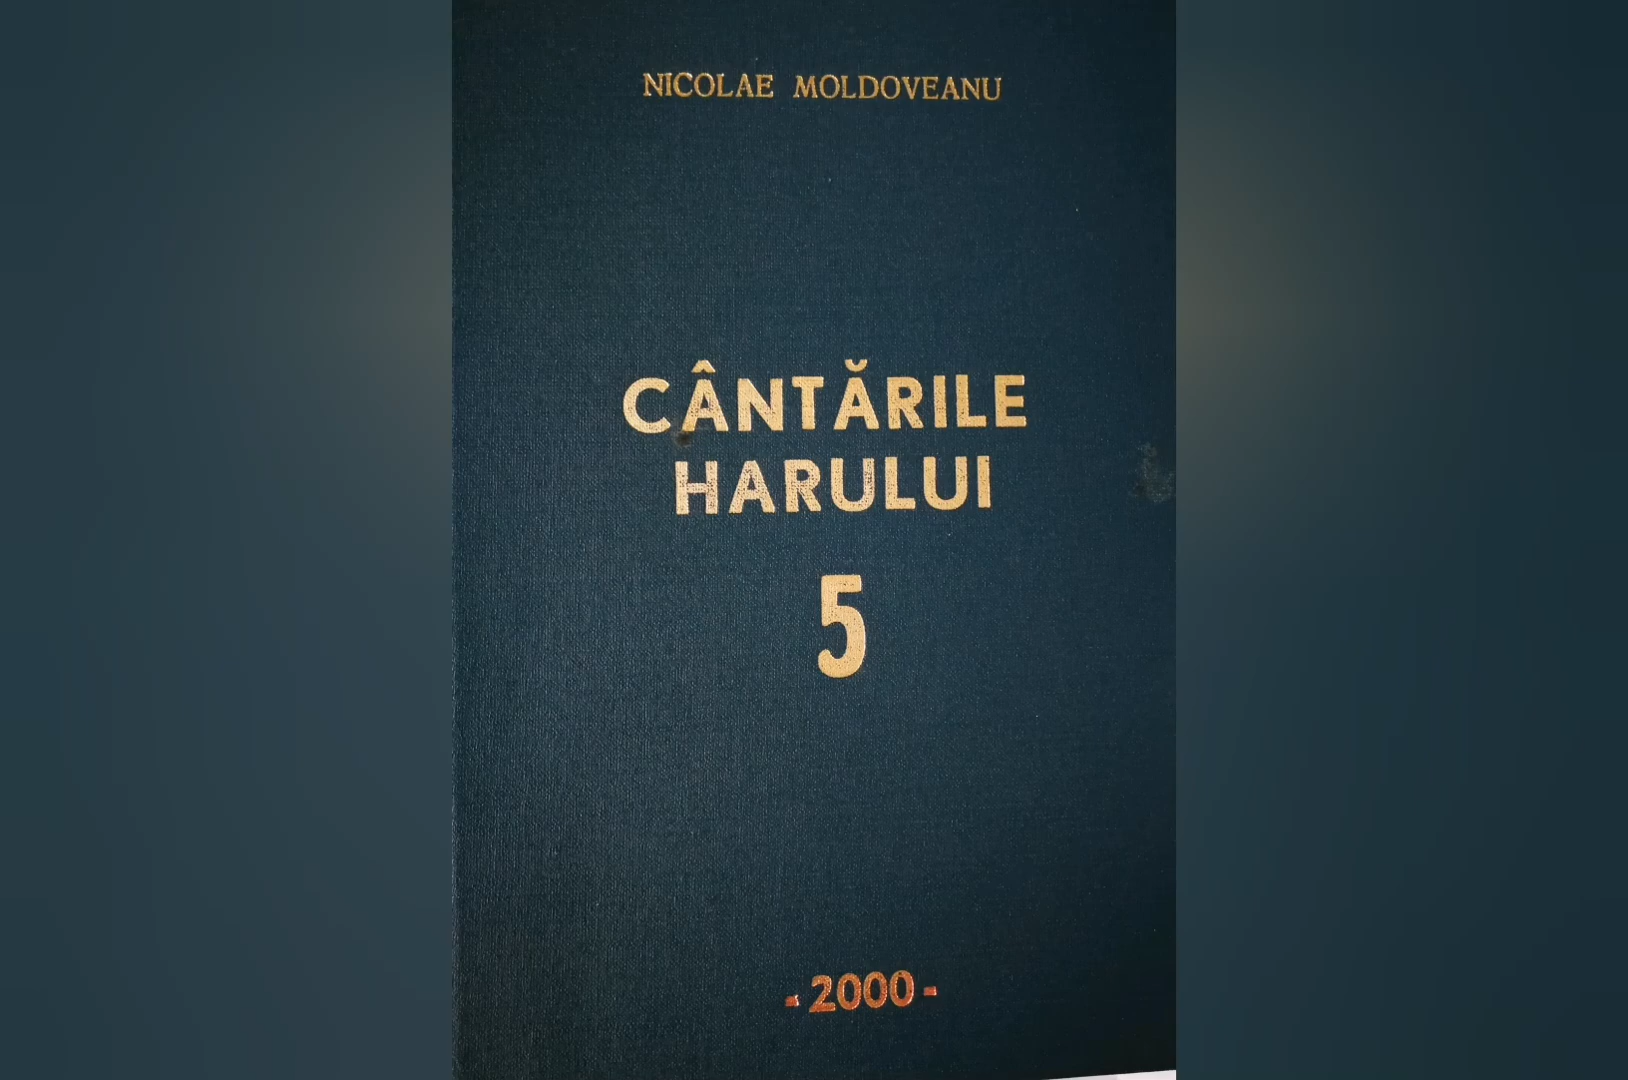 NICOLAE MOLDOVEANU
CÂNTĂRILE
HARULUI
5
- 2000 -